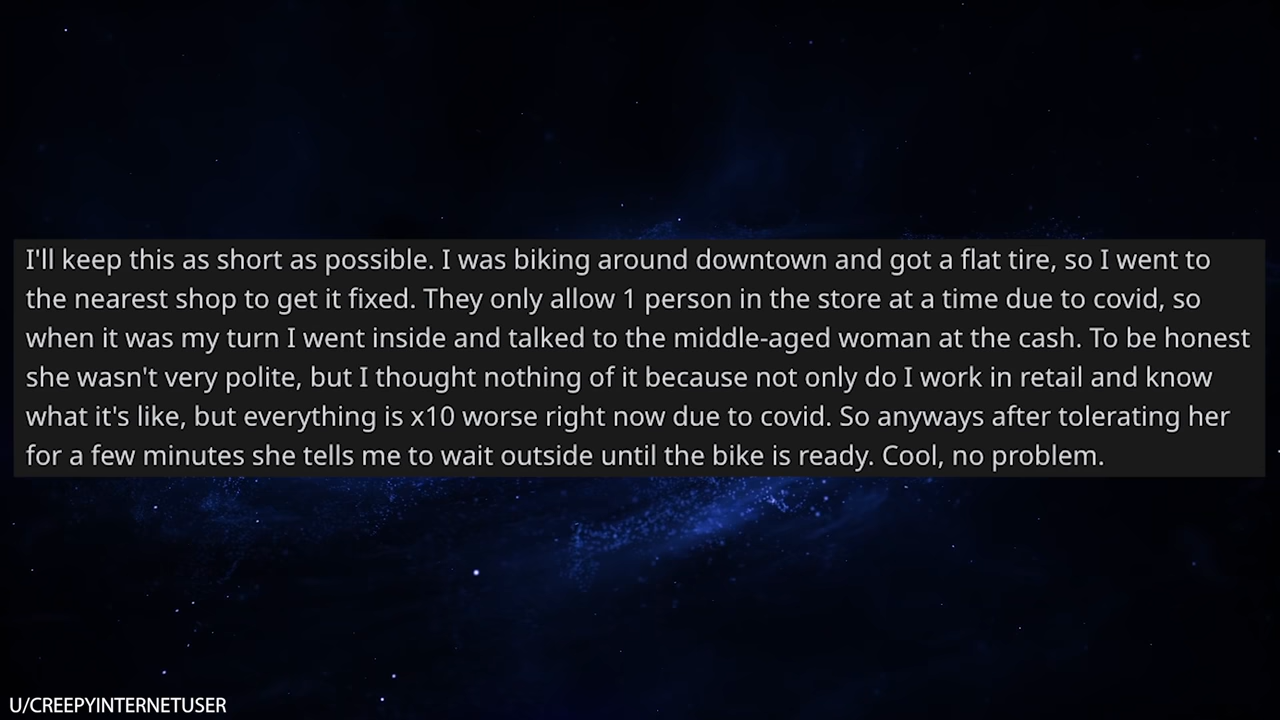 I'll keep this as short as possible. I was biking around downtown and got a flat tire, so I went to
the nearest shop to get it fixed. They only allow 1 person in the store at a time due to covid, so
when it was my turn I went inside and talked to the middle-aged woman at the cash. To be honest
she wasn't very polite, but I thought nothing of it because not only do I work in retail and know
what it's like, but everything is x10 worse right now due to covid. So anyways after tolerating her
for a few minutes she tells me to wait outside until the bike is ready. Cool, no problem.
U/CREEPYINTERNETUSER